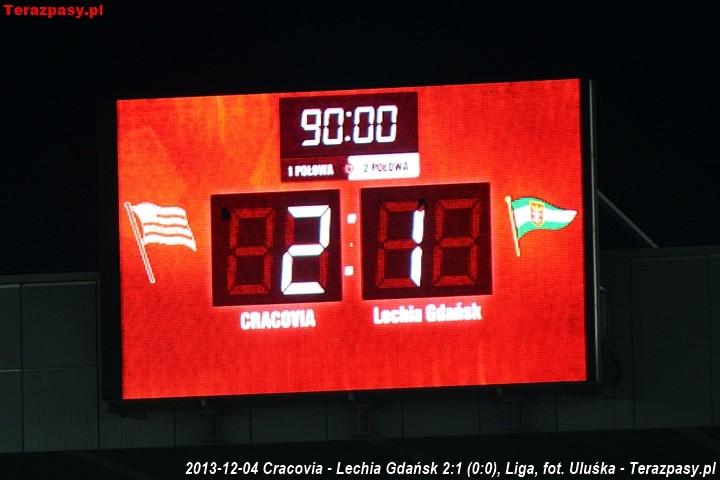 Terazpasy.pl
90:00
1 POŁOWA 2 POŁOWA
2:1
CRACOVIA Lechia Gdańsk
2013-12-04 Cracovia - Lechia Gdańsk 2:1 (0:0), Liga, fot. Uluśka - Terazpasy.pl